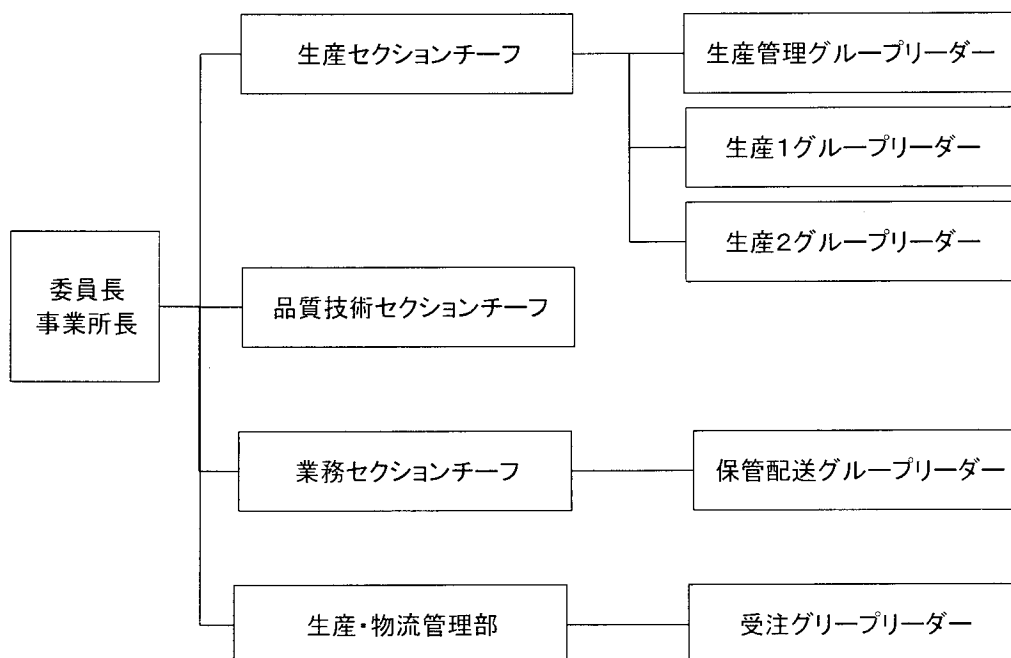 生産セクションチーフ
生産管理グループリーダー
生産1グループリーダー
生産2グループリーダー
委員長
事業所長
品質技術セクションチーフ
業務セクションチーフ
保管配送グループリーダー
生産・物流管理部
受注グリープリーダー